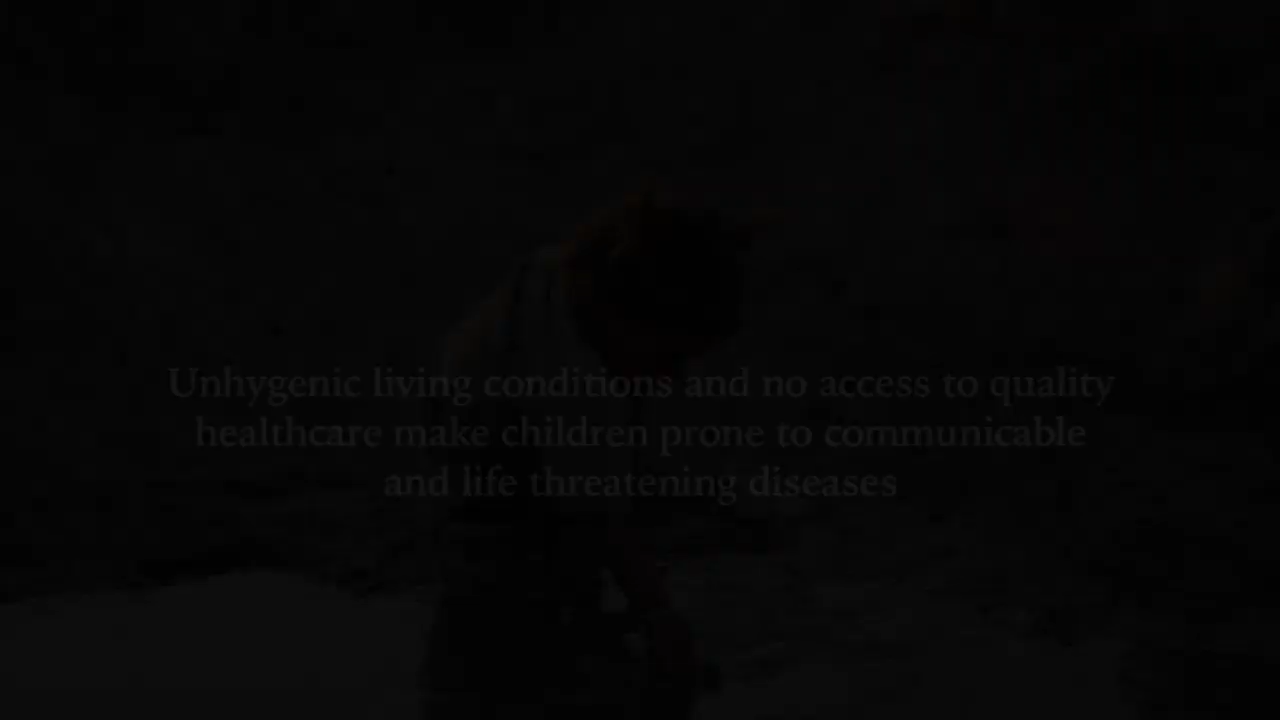 Unhygenic living conditions and no access to quality
healthcare make children prone to communicable
and life threatening diseases